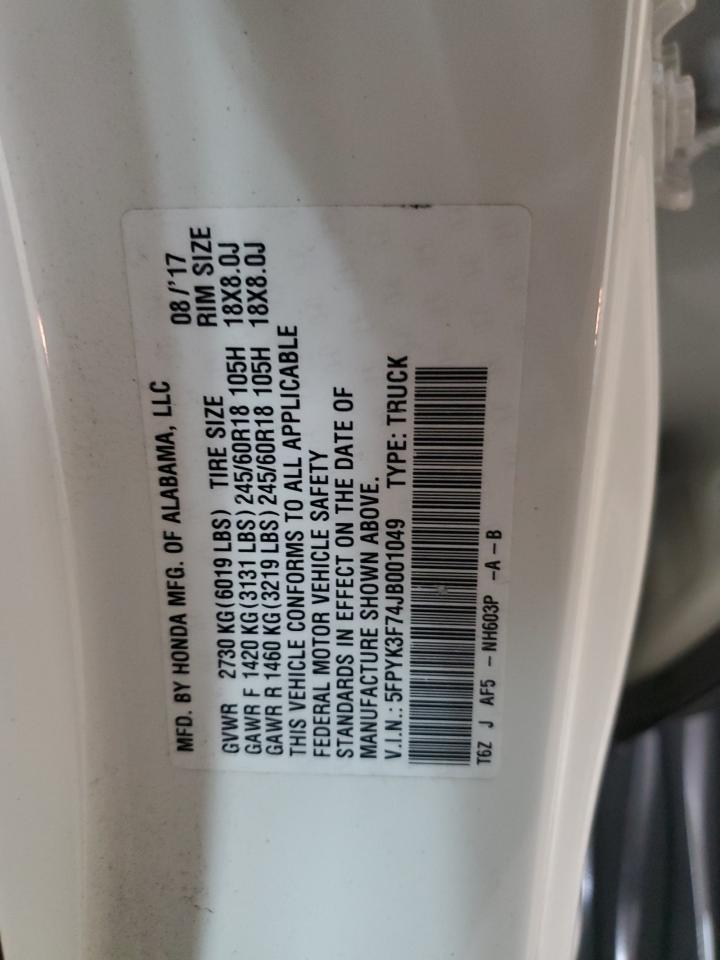 MFD. BY HONDA MFG. OF ALABAMA, LLC 08/'17
GVWR 2730 KG(6019 LBS) TIRE SIZE RIM SIZE
GAWR F 1420 KG(3131 LBS)245/60R18 105H 18X8.0J
GAWR R 1460 KG(3219 LBS)245/60R18 105H 18X8.0J
THIS VEHICLE CONFORMS TO ALL APPLICABLE
FEDERAL MOTOR VEHICLE SAFETY
STANDARDS IN EFFECT ON THE DATE OF
MANUFACTURE SHOWN ABOVE.
V.I.N.: 5FPYK3F74JB001049 TYPE: TRUCK
T6Z J AF5 - NH603P -A-B